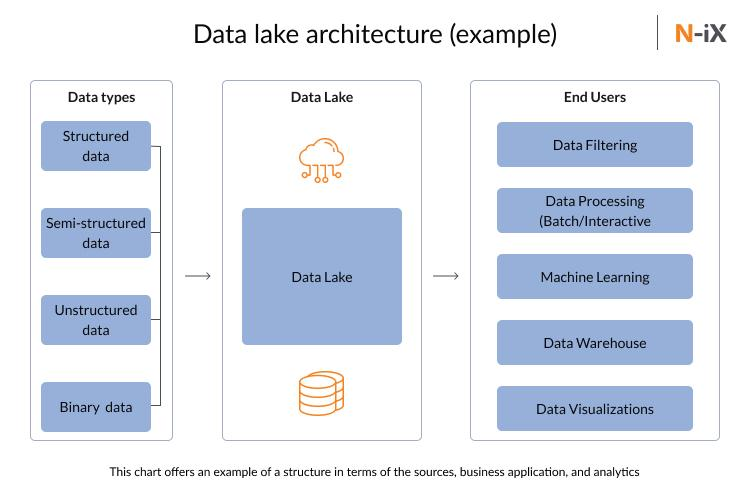 Data lake architecture (example)
N-iX
Data types
Structured
data
Semi-structured
data
Unstructured
data
Binary data
Data Lake
Data Lake
End Users
Data Filtering
Data Processing
(Batch/Interactive
Machine Learning
Data Warehouse
Data Visualizations
This chart offers an example of a structure in terms of the sources, business application, and analytics